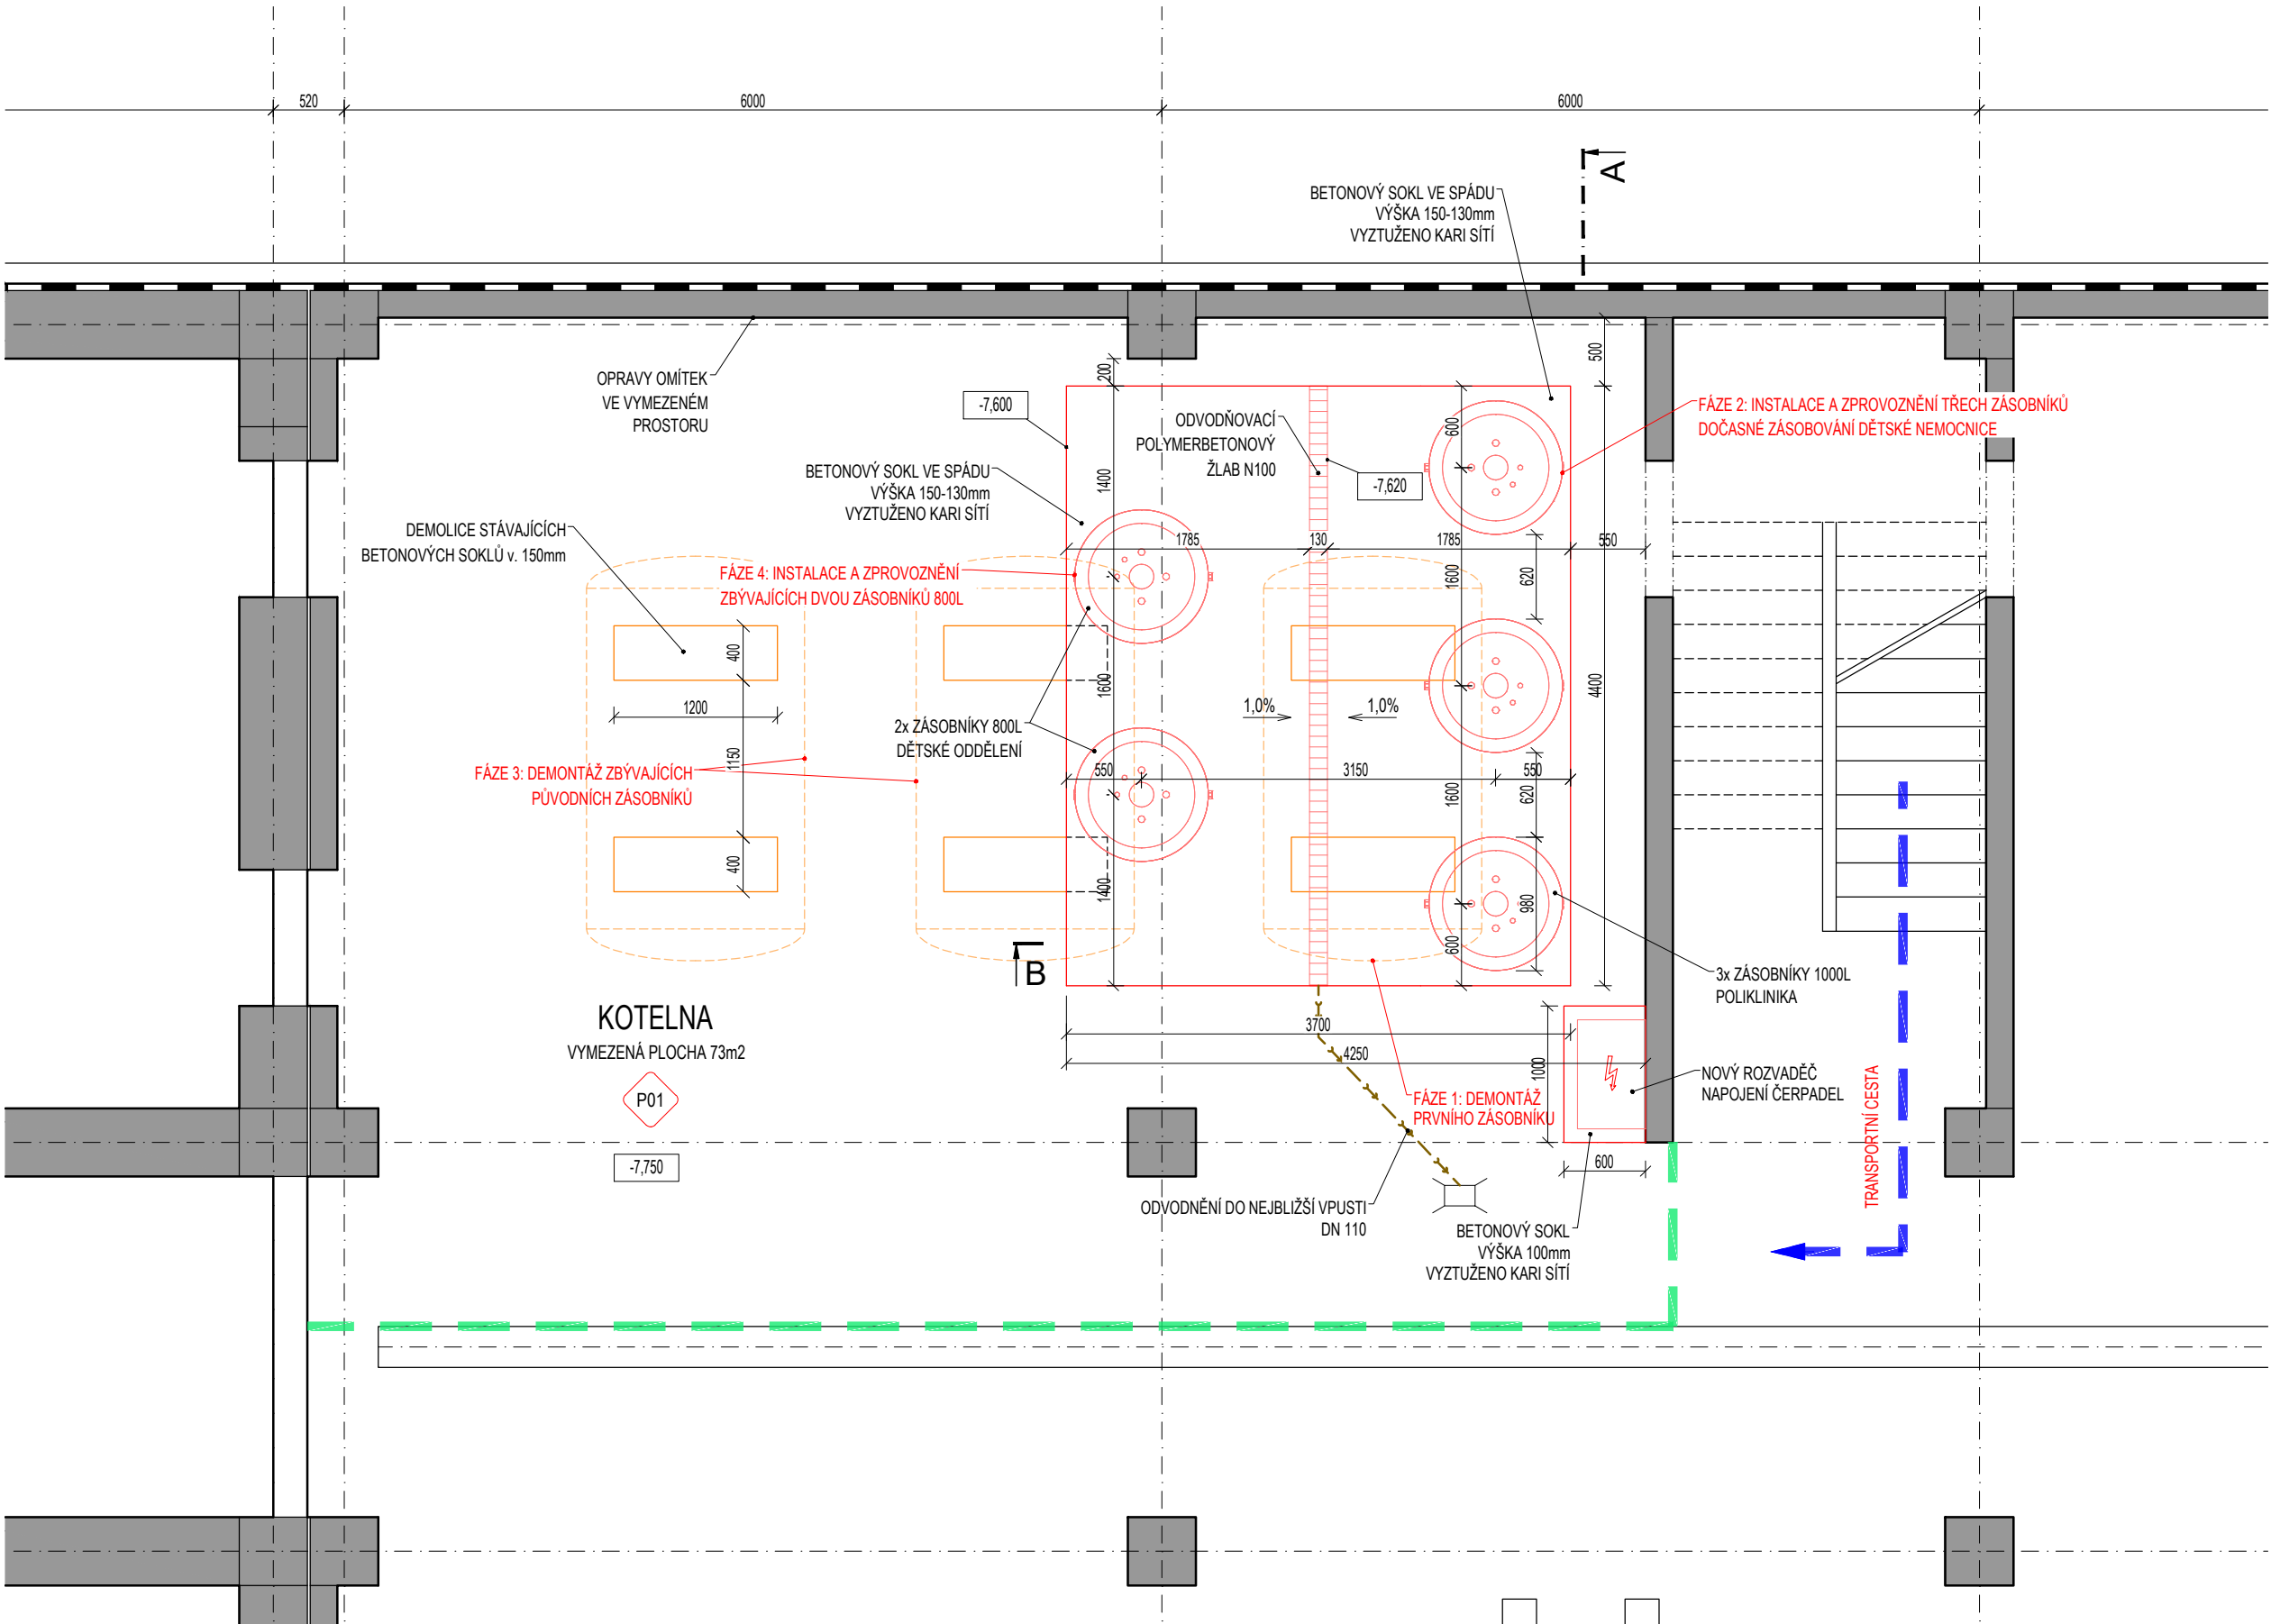 520
6000
6000
A
BETONOVÝ SOKL VE SPÁDU
VÝŠKA 150-130mm
VYZTUŽENO KARI SÍTÍ
OPRAVY OMÍTEK
VE VYMEZENÉM
PROSTORU
200
500
-7,600
ODVODŇOVACÍ
POLYMERBETONOVÝ
ŽLAB N100
600
-7,620
FÁZE 2: INSTALACE A ZPROVOZNĚNÍ TŘECH ZÁSOBNÍKŮ
DOČASNÉ ZÁSOBOVÁNÍ DĚTSKÉ NEMOCNICE
BETONOVÝ SOKL VE SPÁDU
VÝŠKA 150-130mm
VYZTUŽENO KARI SÍTÍ
1400
DEMOLICE STÁVAJÍCÍCH
BETONOVÝCH SOKLŮ v. 150mm
1785
130
1785
550
FÁZE 4: INSTALACE A ZPROVOZNĚNÍ
ZBÝVAJÍCÍCH DVOU ZÁSOBNÍKŮ 800L
1600
620
400
1600
4400
1200
1,0%
1,0%
2x ZÁSOBNÍKY 800L
DĚTSKÉ ODDĚLENÍ
1150
FÁZE 3: DEMONTÁŽ ZBÝVAJÍCÍCH
PŮVODNÍCH ZÁSOBNÍKŮ
550
3150
550
1600
620
400
1400
980
600
B
3x ZÁSOBNÍKY 1000L
POLIKLINIKA
KOTELNA
VYMEZENÁ PLOCHA 73m2
P01
-7,750
3700
4250
1000
FÁZE 1: DEMONTÁŽ
PRVNÍHO ZÁSOBNÍKU
NOVÝ ROZVADĚČ
NAPOJENÍ ČERPADEL
TRANSPORTNÍ CESTA
600
ODVODNĚNÍ DO NEJBLIŽŠÍ VPUSTI
DN 110
BETONOVÝ SOKL
VÝŠKA 100mm
VYZTUŽENO KARI SÍTÍ